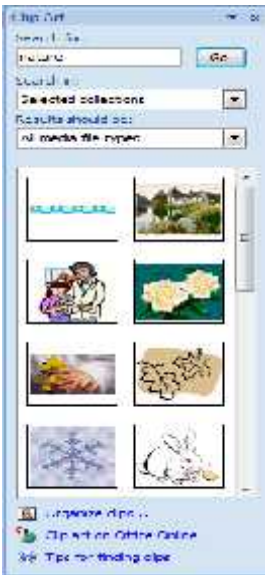 Clip Art
Search for:
nature
Go
Search in:
Selected collections
Results should be:
All media file types
Organize clips...
Clip art on Office Online
Tips for finding clips